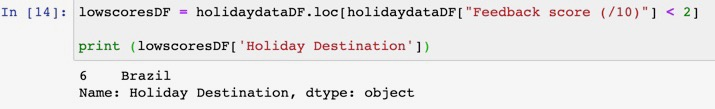 In [14]: lowscoresDF = holidaydataDF.loc[holidaydataDF["Feedback score (/10)"] < 2]
print (lowscoresDF['Holiday Destination'])
6    Brazil
Name: Holiday Destination, dtype: object